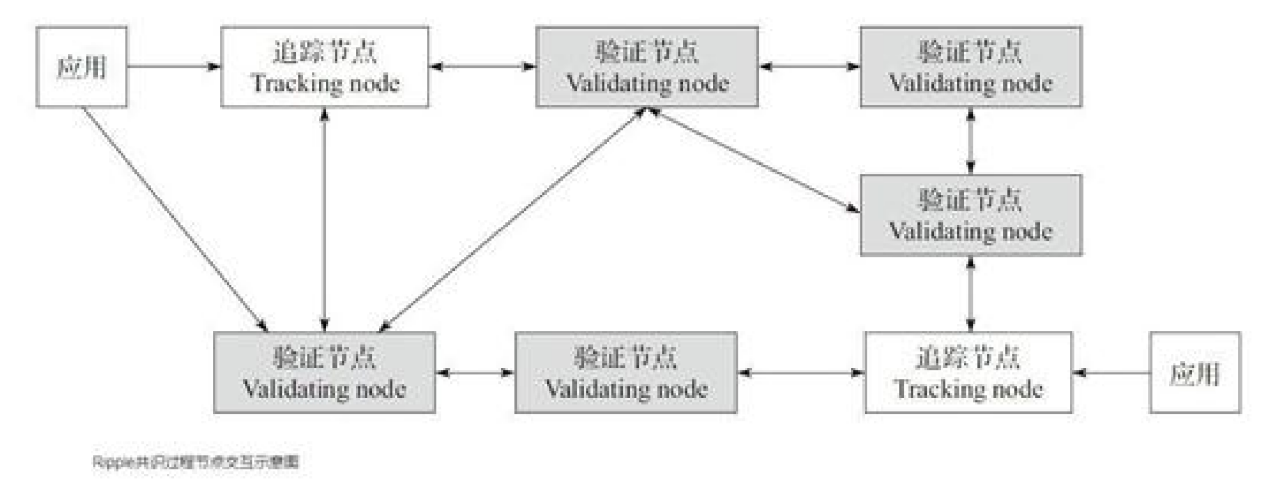 应用
追踪节点
Tracking node
验证节点
Validating node
验证节点
Validating node
验证节点
Validating node
验证节点
Validating node
验证节点
Validating node
追踪节点
Tracking node
应用
Ripple共识过程节点交互示意图